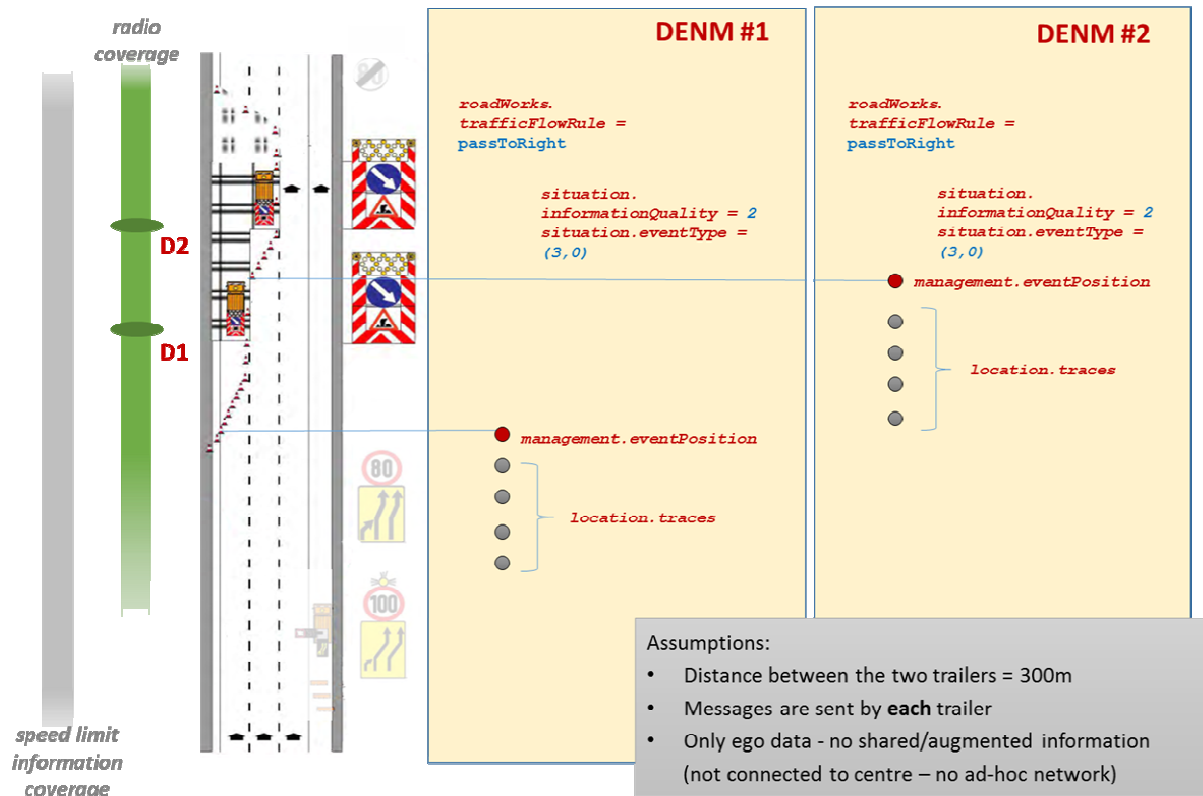 radio
coverage
DENM #1
DENM #2
80
roadWorks.
trafficFlowRule =
passToRight
roadWorks.
trafficFlowRule =
passToRight
situation.
informationQuality = 2
situation.eventType =
(3,0)
situation.
informationQuality = 2
situation.eventType =
(3,0)
D2
management.eventPosition
D1
location.traces
management.eventPosition
80
location.traces
100
Assumptions:
• Distance between the two trailers = 300m
• Messages are sent by each trailer
• Only ego data - no shared/augmented information
(not connected to centre – no ad-hoc network)
speed limit
information
coverage